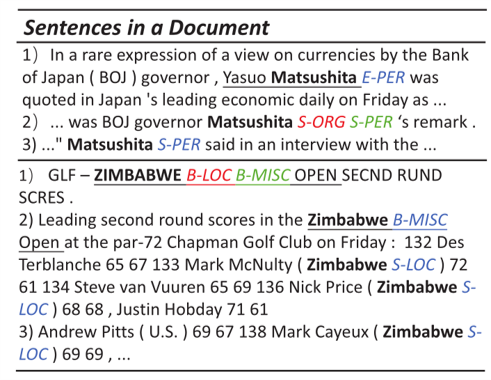 Sentences in a Document
1） In a rare expression of a view on currencies by the Bank
of Japan ( BOJ ) governor , Yasuo Matsushita E-PER was
quoted in Japan 's leading economic daily on Friday as ...
2） ... was BOJ governor Matsushita S-ORG S-PER ‘s remark .
3) ..." Matsushita S-PER said in an interview with the ...
1） GLF – ZIMBABWE B-LOC B-MISC OPEN SECND RUND
SCRES .
2) Leading second round scores in the Zimbabwe B-MISC
Open at the par-72 Chapman Golf Club on Friday : 132 Des
Terblanche 65 67 133 Mark McNulty ( Zimbabwe S-LOC ) 72
61 134 Steve van Vuuren 65 69 136 Nick Price ( Zimbabwe S-
LOC ) 68 68 , Justin Hobday 71 61
3) Andrew Pitts ( U.S. ) 69 67 138 Mark Cayeux ( Zimbabwe S-
LOC ) 69 69 , ...